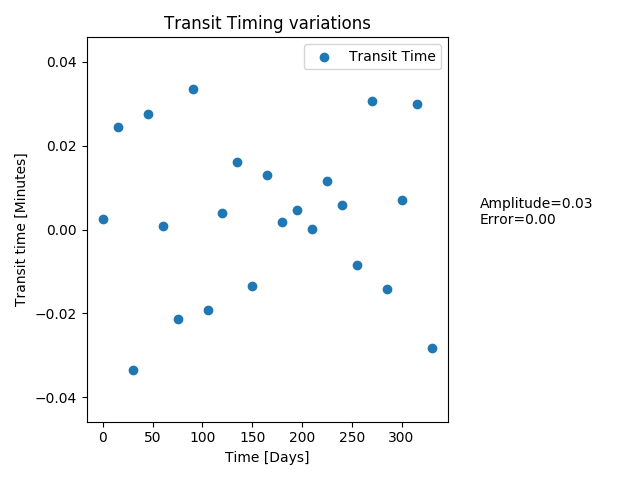 Transit Timing variations
Transit Time
0.04
0.02
0.00
−0.02
−0.04
Transit time [Minutes]
0 50 100 150 200 250 300
Time [Days]
Amplitude=0.03
Error=0.00